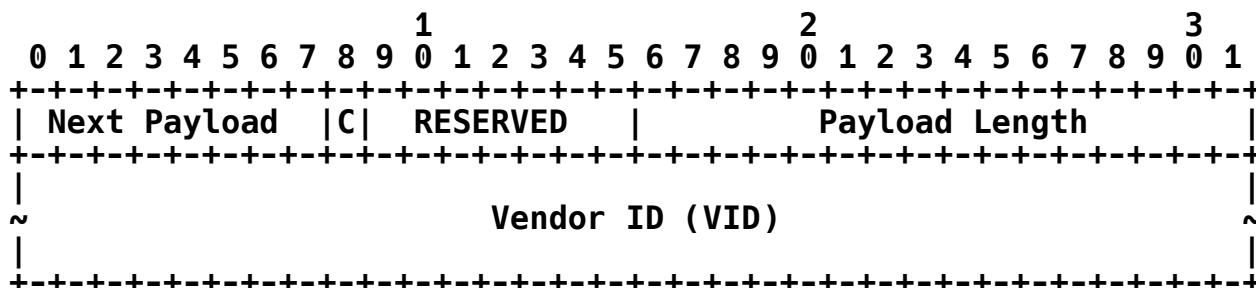 1                   2                   3
 0 1 2 3 4 5 6 7 8 9 0 1 2 3 4 5 6 7 8 9 0 1 2 3 4 5 6 7 8 9 0 1
+-+-+-+-+-+-+-+-+-+-+-+-+-+-+-+-+-+-+-+-+-+-+-+-+-+-+-+-+-+-+-+-+
| Next Payload  |C|  RESERVED   |         Payload Length        |
+-+-+-+-+-+-+-+-+-+-+-+-+-+-+-+-+-+-+-+-+-+-+-+-+-+-+-+-+-+-+-+-+
|                                                               |
~                        Vendor ID (VID)                        ~
|                                                               |
+-+-+-+-+-+-+-+-+-+-+-+-+-+-+-+-+-+-+-+-+-+-+-+-+-+-+-+-+-+-+-+-+